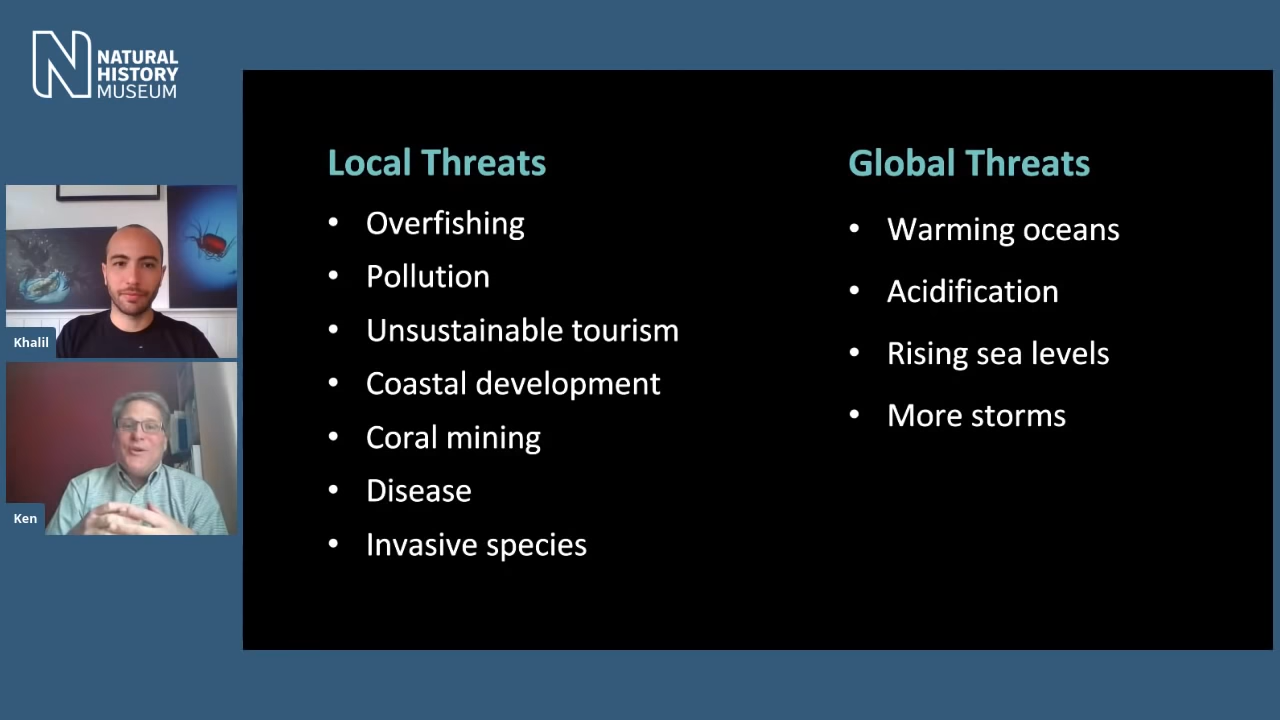 NATURAL
HISTORY
MUSEUM
Khalil
Ken
Local Threats
• Overfishing
• Pollution
• Unsustainable tourism
• Coastal development
• Coral mining
• Disease
• Invasive species
Global Threats
• Warming oceans
• Acidification
• Rising sea levels
• More storms